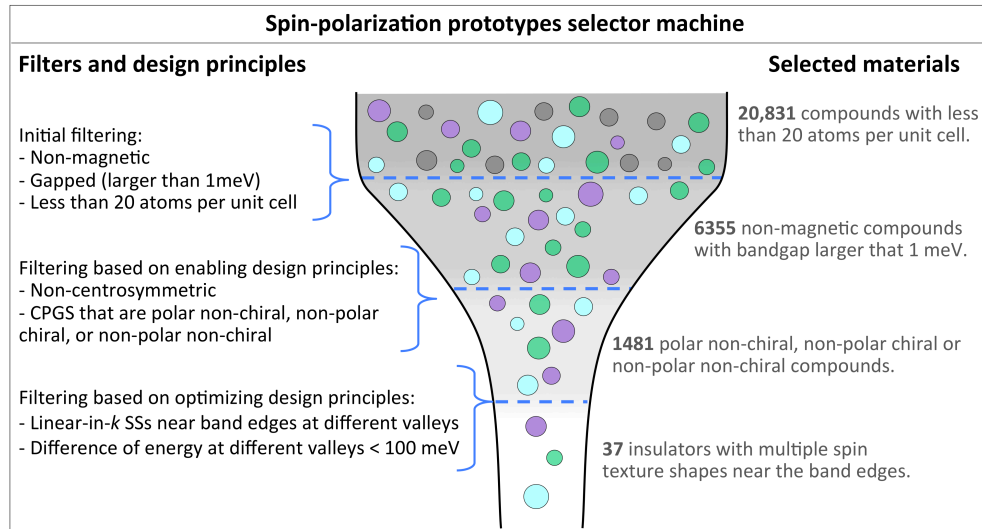 Spin-polarization prototypes selector machine
Filters and design principles
Selected materials
Initial filtering:
- Non-magnetic
- Gapped (larger than 1meV)
- Less than 20 atoms per unit cell
20,831 compounds with less
than 20 atoms per unit cell.
6355 non-magnetic compounds
with bandgap larger that 1 meV.
Filtering based on enabling design principles:
- Non-centrosymmetric
- CPGS that are polar non-chiral, non-polar
chiral, or non-polar non-chiral
1481 polar non-chiral, non-polar chiral or
non-polar non-chiral compounds.
Filtering based on optimizing design principles:
- Linear-in-k SSs near band edges at different valleys
- Difference of energy at different valleys < 100 meV
37 insulators with multiple spin
texture shapes near the band edges.